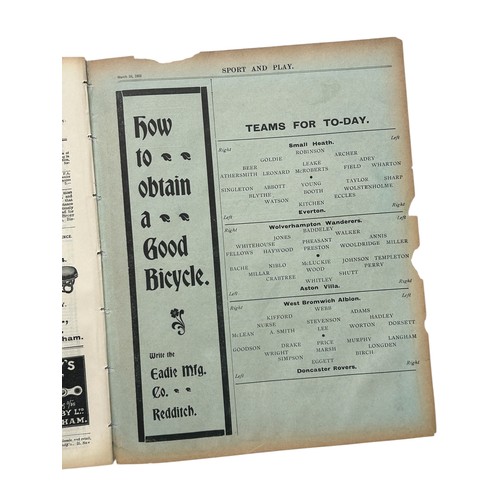 SPORT AND PLAY.
How
to
obtain
a
Good
Bicycle.
Write the
Eadie Mfg.
Co.
Redditch.
TEAMS FOR TO-DAY.
Small Heath.
Right Left
ROBINSON
GOLDIE ARCHER
BEER LEAKE ADEY
ATHERSMITH LEONARD McROBERTS FIELD WHARTON
SINGLETON ABBOTT YOUNG TAYLOR SHARP
BLYTHE BOOTH WOLSTENHOLME
WATSON ECCLES
KITCHEN
Left Right
Everton.
Wolverhampton Wanderers.
Right Left
BADDELEY
JONES WALKER
WHITEHOUSE PHEASANT ANNIS
FELLOWS HAYWOOD PRESTON WOOLDRIDGE MILLER
BACHE NIBLO McLUCKIE JOHNSON TEMPLETON
MILLAR WOOD PERRY
CRABTREE SHUTT
WHITLEY
Left Right
Aston Villa.
West Bromwich Albion.
Right Left
WEBB
KIFFORD ADAMS
NURSE STEVENSON HADLEY
McLEAN A SMITH LEE WORTON DORSETT
GOODSON DRAKE PRICE MURPHY LANGHAM
WRIGHT MARSH LONGDEN
SIMPSON BIRCH
EGGETT
Left Right
Doncaster Rovers.